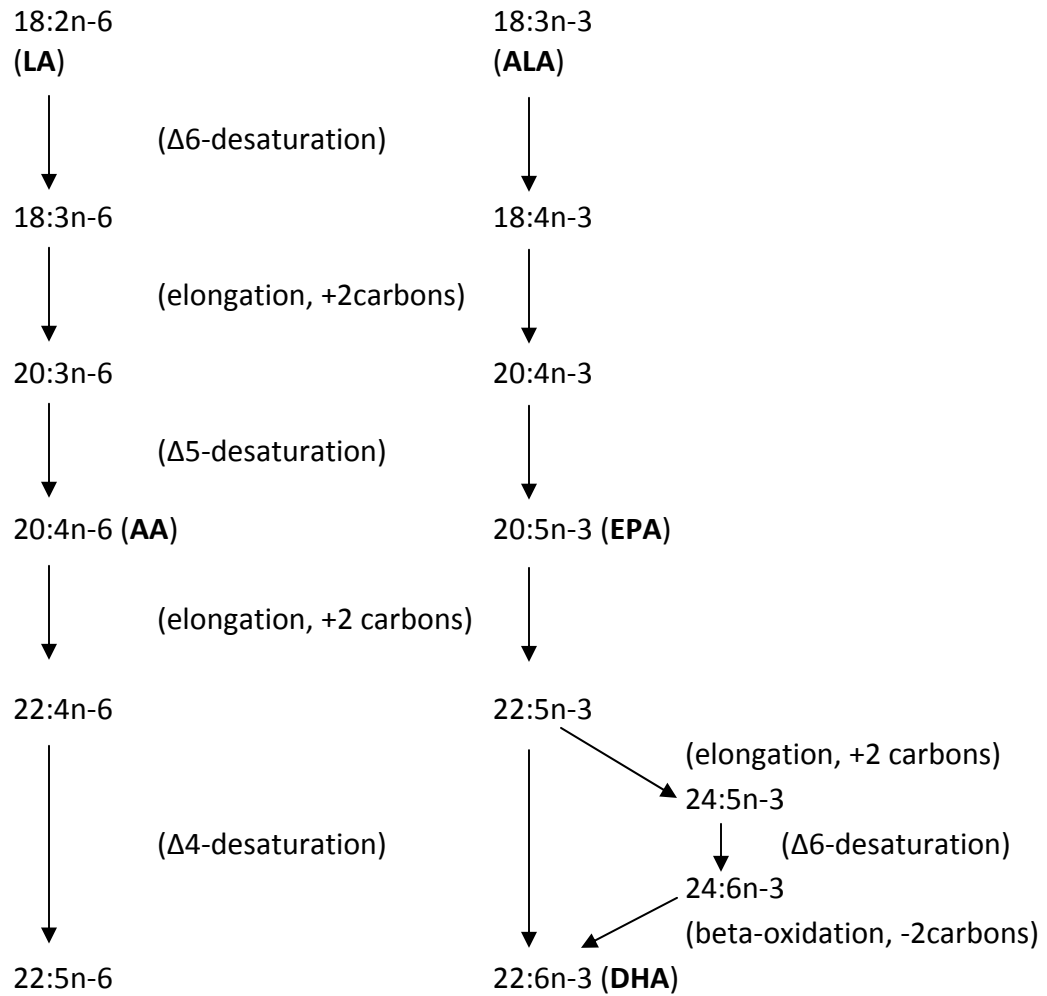 18:2n-6 18:3n-3
(LA) (ALA)
(Δ6-desaturation)
18:3n-6 18:4n-3
(elongation, +2carbons)
20:3n-6 20:4n-3
(Δ5-desaturation)
20:4n-6 (AA) 20:5n-3 (EPA)
(elongation, +2 carbons)
22:4n-6 22:5n-3
(elongation, +2 carbons)
24:5n-3
(Δ4-desaturation) (Δ6-desaturation)
24:6n-3
(beta-oxidation, -2carbons)
22:5n-6 22:6n-3 (DHA)